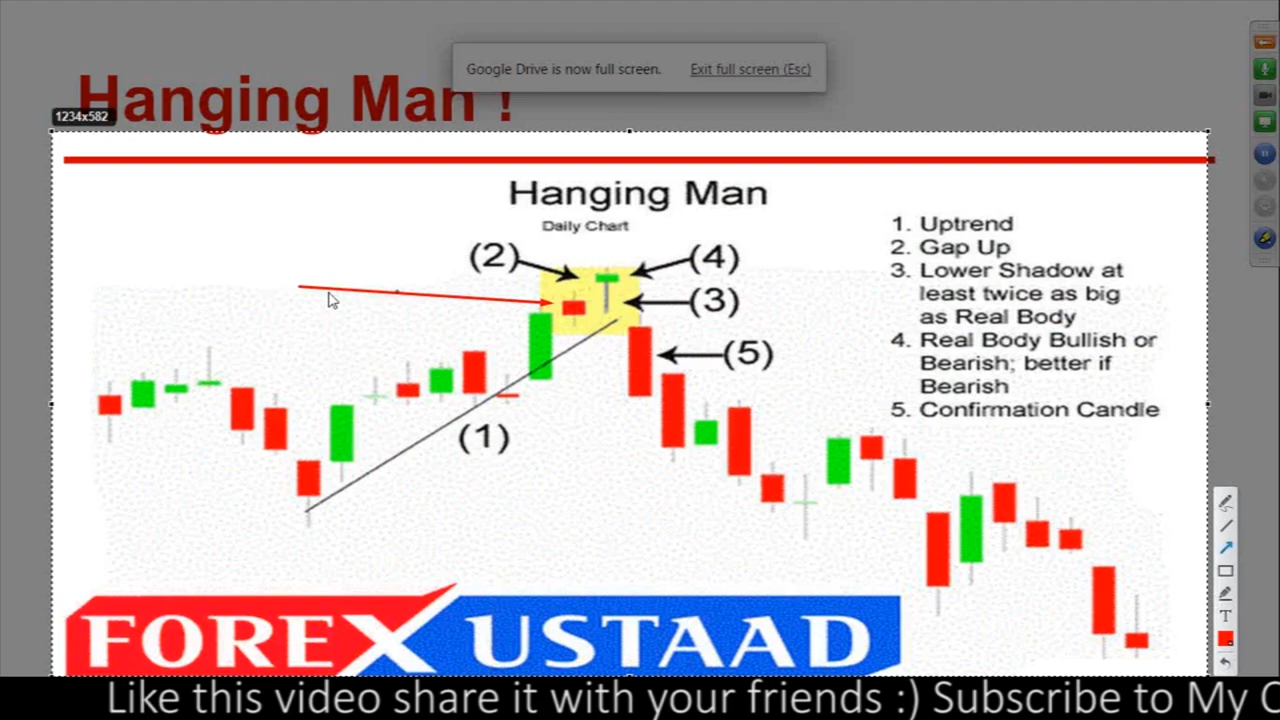 Google Drive is now full screen. Exit full screen (Esc)
Hanging Man !
1234x582
Hanging Man
Daily Chart
(2)
(4)
(3)
(5)
(1)
1. Uptrend
2. Gap Up
3. Lower Shadow at
least twice as big
as Real Body
4. Real Body Bullish or
Bearish; better if
Bearish
5. Confirmation Candle
FOREX USTAAD
T
Like this video share it with your friends :) Subscribe to My